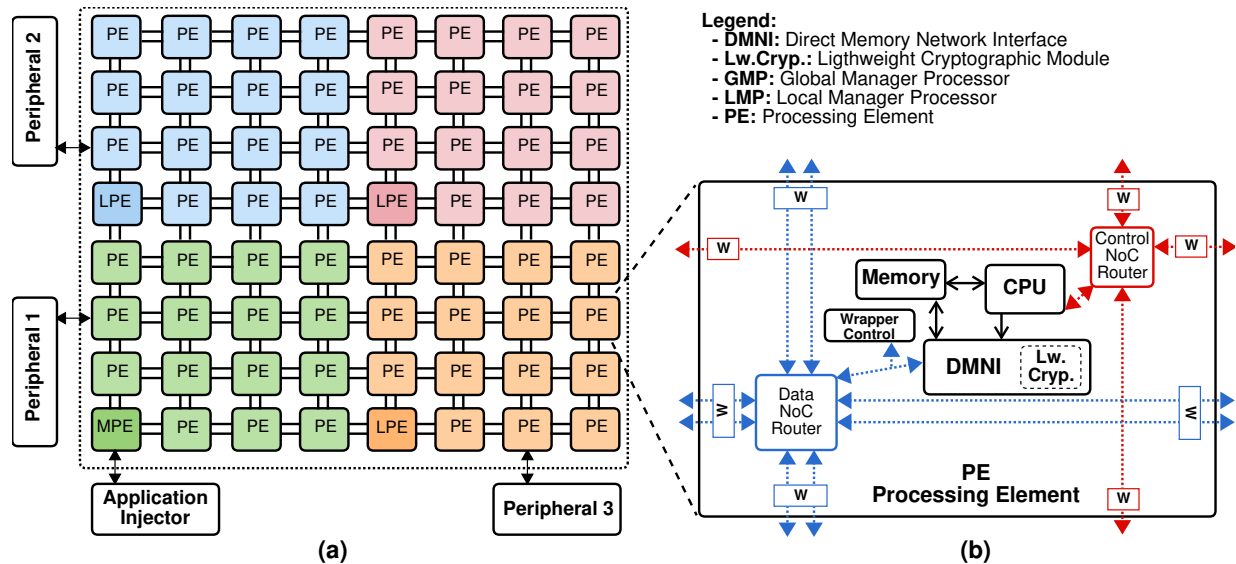 Peripheral 2
Peripheral 1
PE PE PE PE PE PE PE PE
PE PE PE PE PE PE PE PE
PE PE PE PE PE PE PE PE
LPE PE PE PE LPE PE PE PE
PE PE PE PE PE PE PE PE
PE PE PE PE PE PE PE PE
PE PE PE PE PE PE PE PE
MPE PE PE PE LPE PE PE PE
Application
Injector
Peripheral 3
(a)
Legend:
- DMNI: Direct Memory Network Interface
- Lw.Cryp.: Ligthweight Cryptographic Module
- GMP: Global Manager Processor
- LMP: Local Manager Processor
- PE: Processing Element
W
W
W
W
Control
NoC
Router
Memory
CPU
Wrapper
Control
DMNI
Lw.
Cryp.
Data
NoC
Router
W
W
W
W
PE
Processing Element
(b)